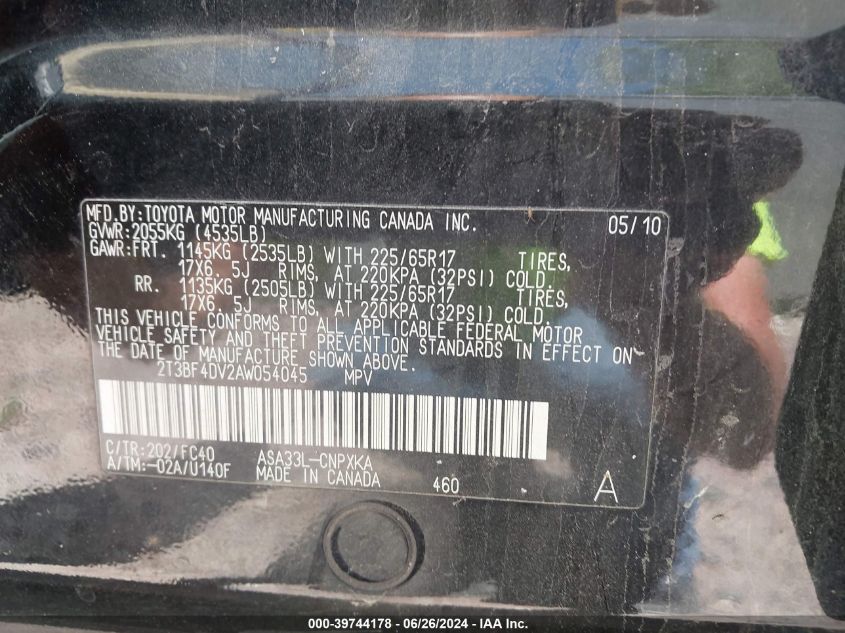 MFD.BY:TOYOTA MOTOR MANUFACTURING CANADA INC. 05/10
GVWR:2055KG (4535LB)
GAWR:FRT. 1145KG (2535LB) WITH 225/65R17 TIRES,
17X6. 5J RIMS, AT 220KPA (32PSI) COLD.
RR. 1135KG (2505LB) WITH 225/65R17 TIRES,
17X6. 5J RIMS, AT 220KPA (32PSI) COLD.
THIS VEHICLE CONFORMS TO ALL APPLICABLE FEDERAL MOTOR
VEHICLE SAFETY AND THEFT PREVENTION STANDARDS IN EFFECT ON
THE DATE OF MANUFACTURE SHOWN ABOVE.
2T3BF4DV2AW054045 MPV
C/TR:202/FC40 ASA33L-CNPXKA
A/TM:-02A/U140F MADE IN CANADA 460 A
000-39744178 - 06/26/2024 - IAA Inc.